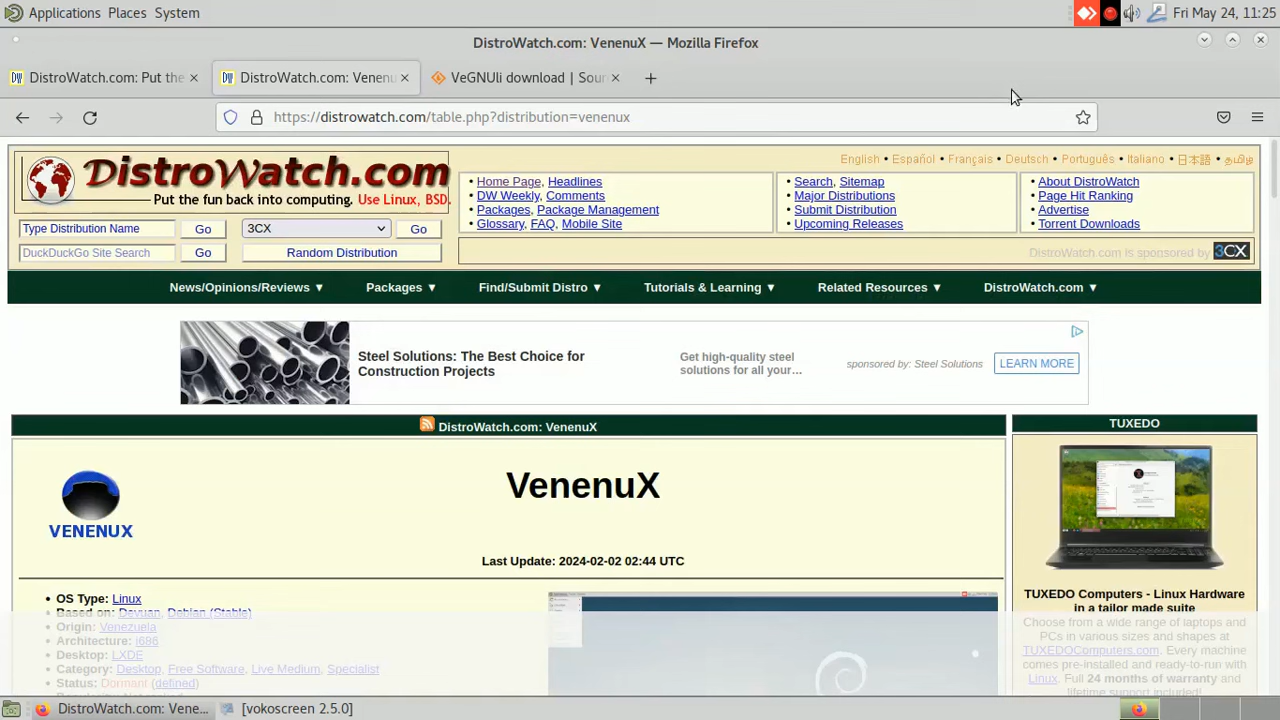 Applications Places System Fri May 24, 11:25
DistroWatch.com: VenenuX — Mozilla Firefox
DistroWatch.com: Put the × DistroWatch.com: Venenu × VeGNUli download | Sour × +
https://distrowatch.com/table.php?distribution=venenux
English • Español • Français • Deutsch • Português • Italiano • 日本語 • தமிழ்
DistroWatch.com
Put the fun back into computing. Use Linux, BSD.
• Home Page, Headlines
• DW Weekly, Comments
• Packages, Package Management
• Glossary, FAQ, Mobile Site
• Search, Sitemap
• Major Distributions
• Submit Distribution
• Upcoming Releases
• About DistroWatch
• Page Hit Ranking
• Advertise
• Torrent Downloads
Type Distribution Name Go 3CX Go
DuckDuckGo Site Search Go Random Distribution
DistroWatch.com is sponsored by 3CX
News/Opinions/Reviews ▼ Packages ▼ Find/Submit Distro ▼ Tutorials & Learning ▼ Related Resources ▼ DistroWatch.com ▼
Steel Solutions: The Best Choice for
Construction Projects
Get high-quality steel
solutions for all your…
sponsored by: Steel Solutions
LEARN MORE
DistroWatch.com: VenenuX
VENENUX
VenenuX
Last Update: 2024-02-02 02:44 UTC
• OS Type: Linux
• Based on: Devuan, Debian (Stable)
• Origin: Venezuela
• Architecture: i686
• Desktop: LXDE
• Category: Desktop, Free Software, Live Medium, Specialist
• Status: Dormant (defined)
TUXEDO
TUXEDO Computers - Linux Hardware
in a tailor made suite
Choose from a wide range of laptops and
PCs in various sizes and shapes at
TUXEDOComputers.com. Every machine
comes pre-installed and ready-to-run with
Linux. Full 24 months of warranty and
lifetime support included!
DistroWatch.com: Vene... [vokoscreen 2.5.0]